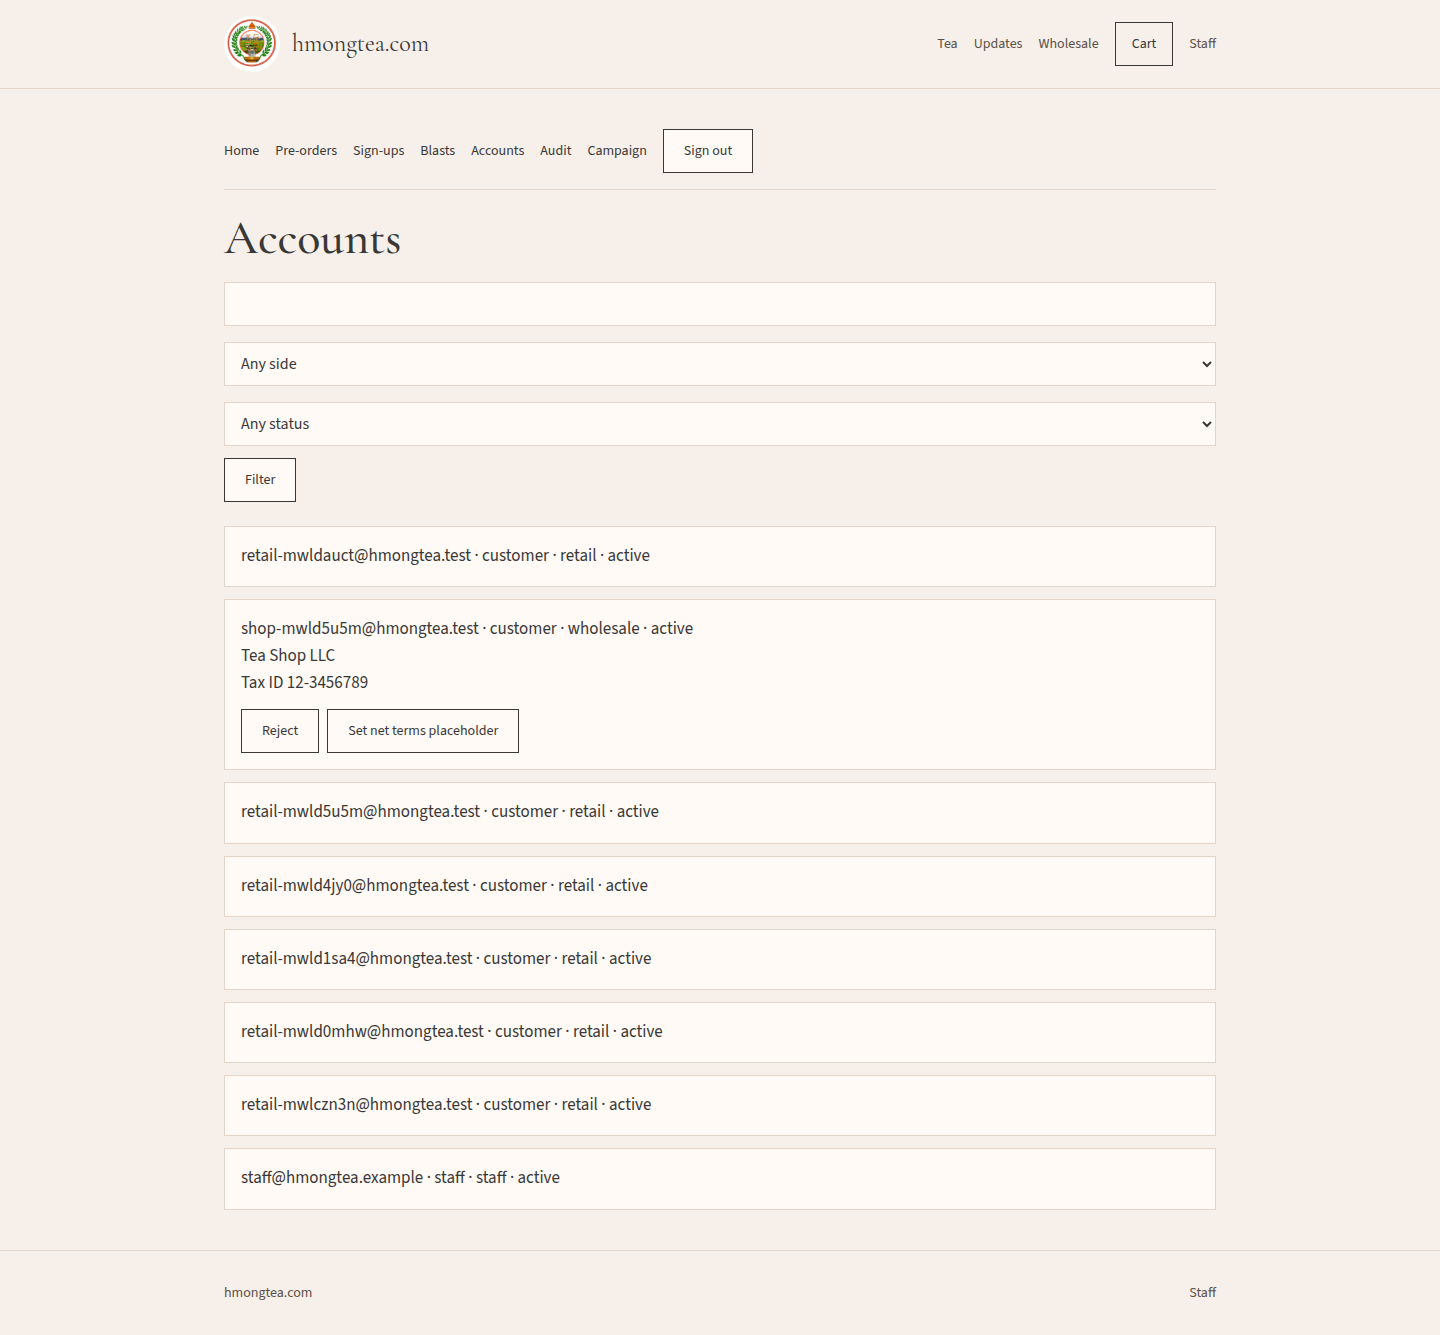 hmongtea.com
Tea Updates Wholesale Cart Staff
Home Pre-orders Sign-ups Blasts Accounts Audit Campaign Sign out
Accounts
Any side
Any status
Filter
retail-mwldauct@hmongtea.test · customer · retail · active
shop-mwld5u5m@hmongtea.test · customer · wholesale · active
Tea Shop LLC
Tax ID 12-3456789
Reject Set net terms placeholder
retail-mwld5u5m@hmongtea.test · customer · retail · active
retail-mwld4jy0@hmongtea.test · customer · retail · active
retail-mwld1sa4@hmongtea.test · customer · retail · active
retail-mwld0mhw@hmongtea.test · customer · retail · active
retail-mwlczn3n@hmongtea.test · customer · retail · active
staff@hmongtea.example · staff · staff · active
hmongtea.com Staff